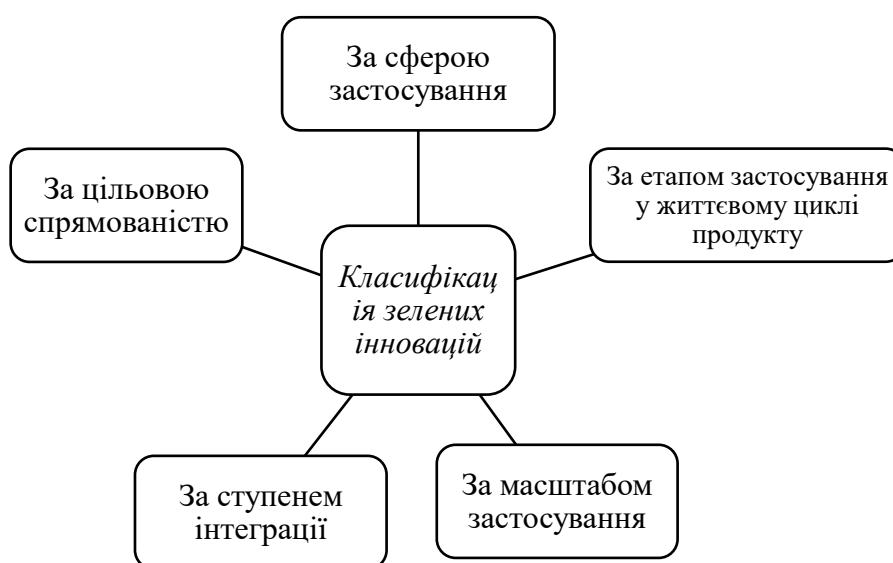 За сферою
застосування
За цільовою
спрямованістю
За етапом застосування
у життєвому циклі
продукту
Класифікац
ія зелених
інновацій
За ступенем
інтеграції
За масштабом
застосування